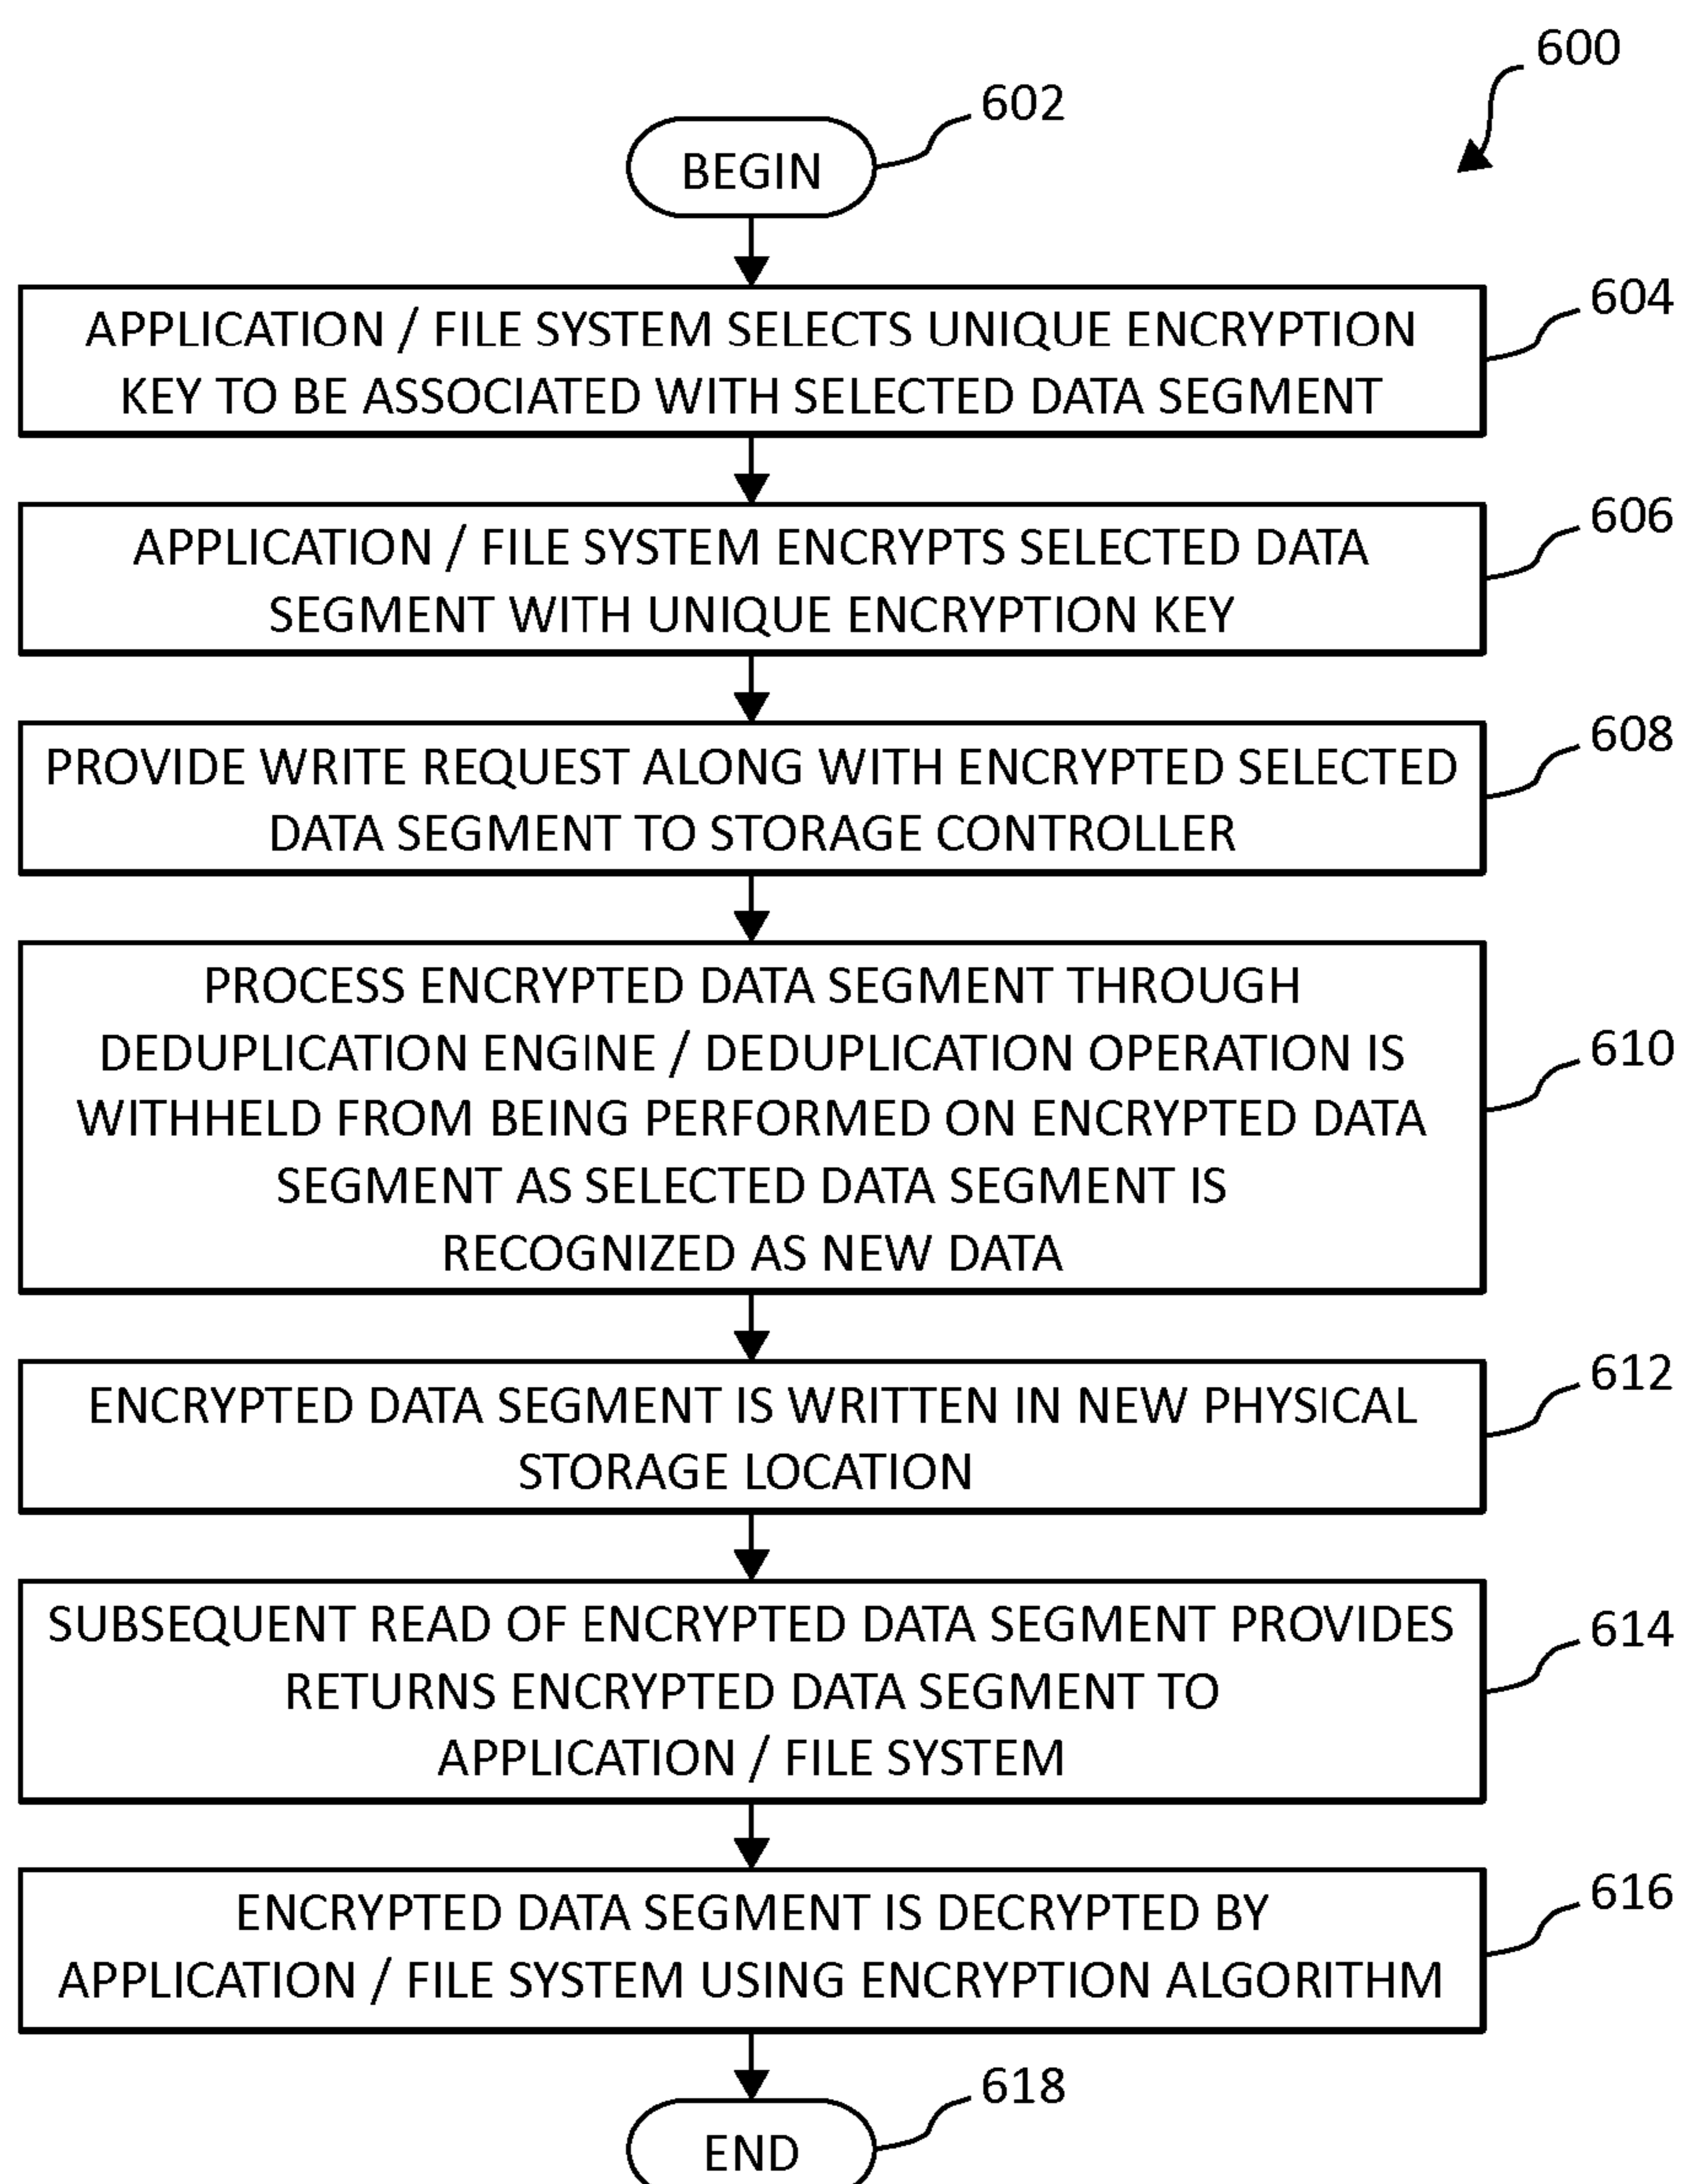 600
602
BEGIN
604
APPLICATION / FILE SYSTEM SELECTS UNIQUE ENCRYPTION
KEY TO BE ASSOCIATED WITH SELECTED DATA SEGMENT
606
APPLICATION / FILE SYSTEM ENCRYPTS SELECTED DATA
SEGMENT WITH UNIQUE ENCRYPTION KEY
608
PROVIDE WRITE REQUEST ALONG WITH ENCRYPTED SELECTED
DATA SEGMENT TO STORAGE CONTROLLER
610
PROCESS ENCRYPTED DATA SEGMENT THROUGH
DEDUPLICATION ENGINE / DEDUPLICATION OPERATION IS
WITHHELD FROM BEING PERFORMED ON ENCRYPTED DATA
SEGMENT AS SELECTED DATA SEGMENT IS
RECOGNIZED AS NEW DATA
612
ENCRYPTED DATA SEGMENT IS WRITTEN IN NEW PHYSICAL
STORAGE LOCATION
614
SUBSEQUENT READ OF ENCRYPTED DATA SEGMENT PROVIDES
RETURNS ENCRYPTED DATA SEGMENT TO
APPLICATION / FILE SYSTEM
616
ENCRYPTED DATA SEGMENT IS DECRYPTED BY
APPLICATION / FILE SYSTEM USING ENCRYPTION ALGORITHM
618
END